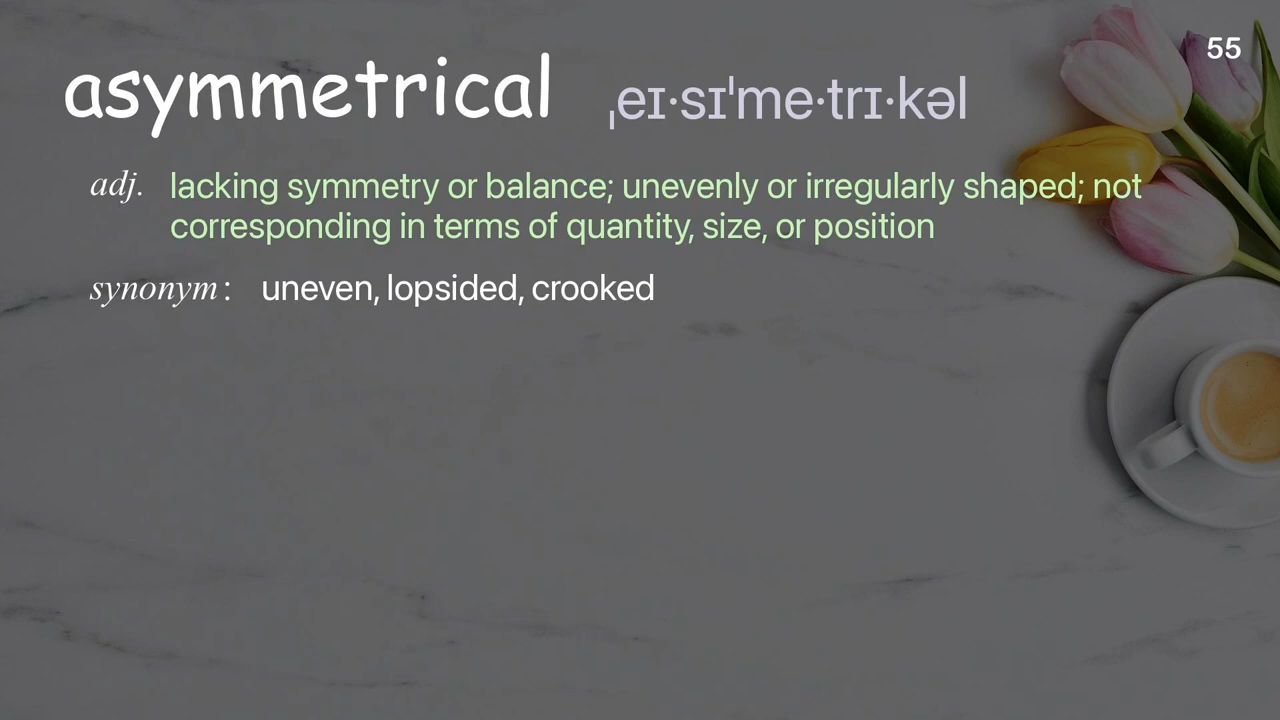 55
asymmetrical ˌeɪ·sɪˈme·trɪ·kəl
adj. lacking symmetry or balance; unevenly or irregularly shaped; not
corresponding in terms of quantity, size, or position
synonym: uneven, lopsided, crooked